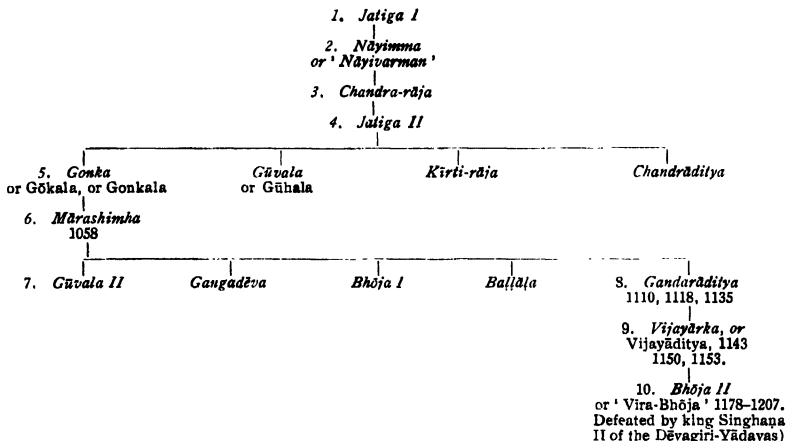 1. Jatiga I
2. Nāyimma
or ' Nāyivarman '
3. Chandra-rāja
4. Jatiga II
5. Gonka Gūvala Kīrti-rāja Chandrāditya
or Gōkala, or Gonkala or Gūhala
6. Mārashimha
1058
7. Gūvala II Gangadēva Bhōja I Baḷḷāḷa 8. Gandarāditya
1110, 1118, 1135
9. Vijayārka, or
Vijayāditya, 1143
1150, 1153.
10. Bhōja II
or ' Vira-Bhōja ' 1178–1207.
Defeated by king Singhaṇa
II of the Dēvagiri-Yādavas)